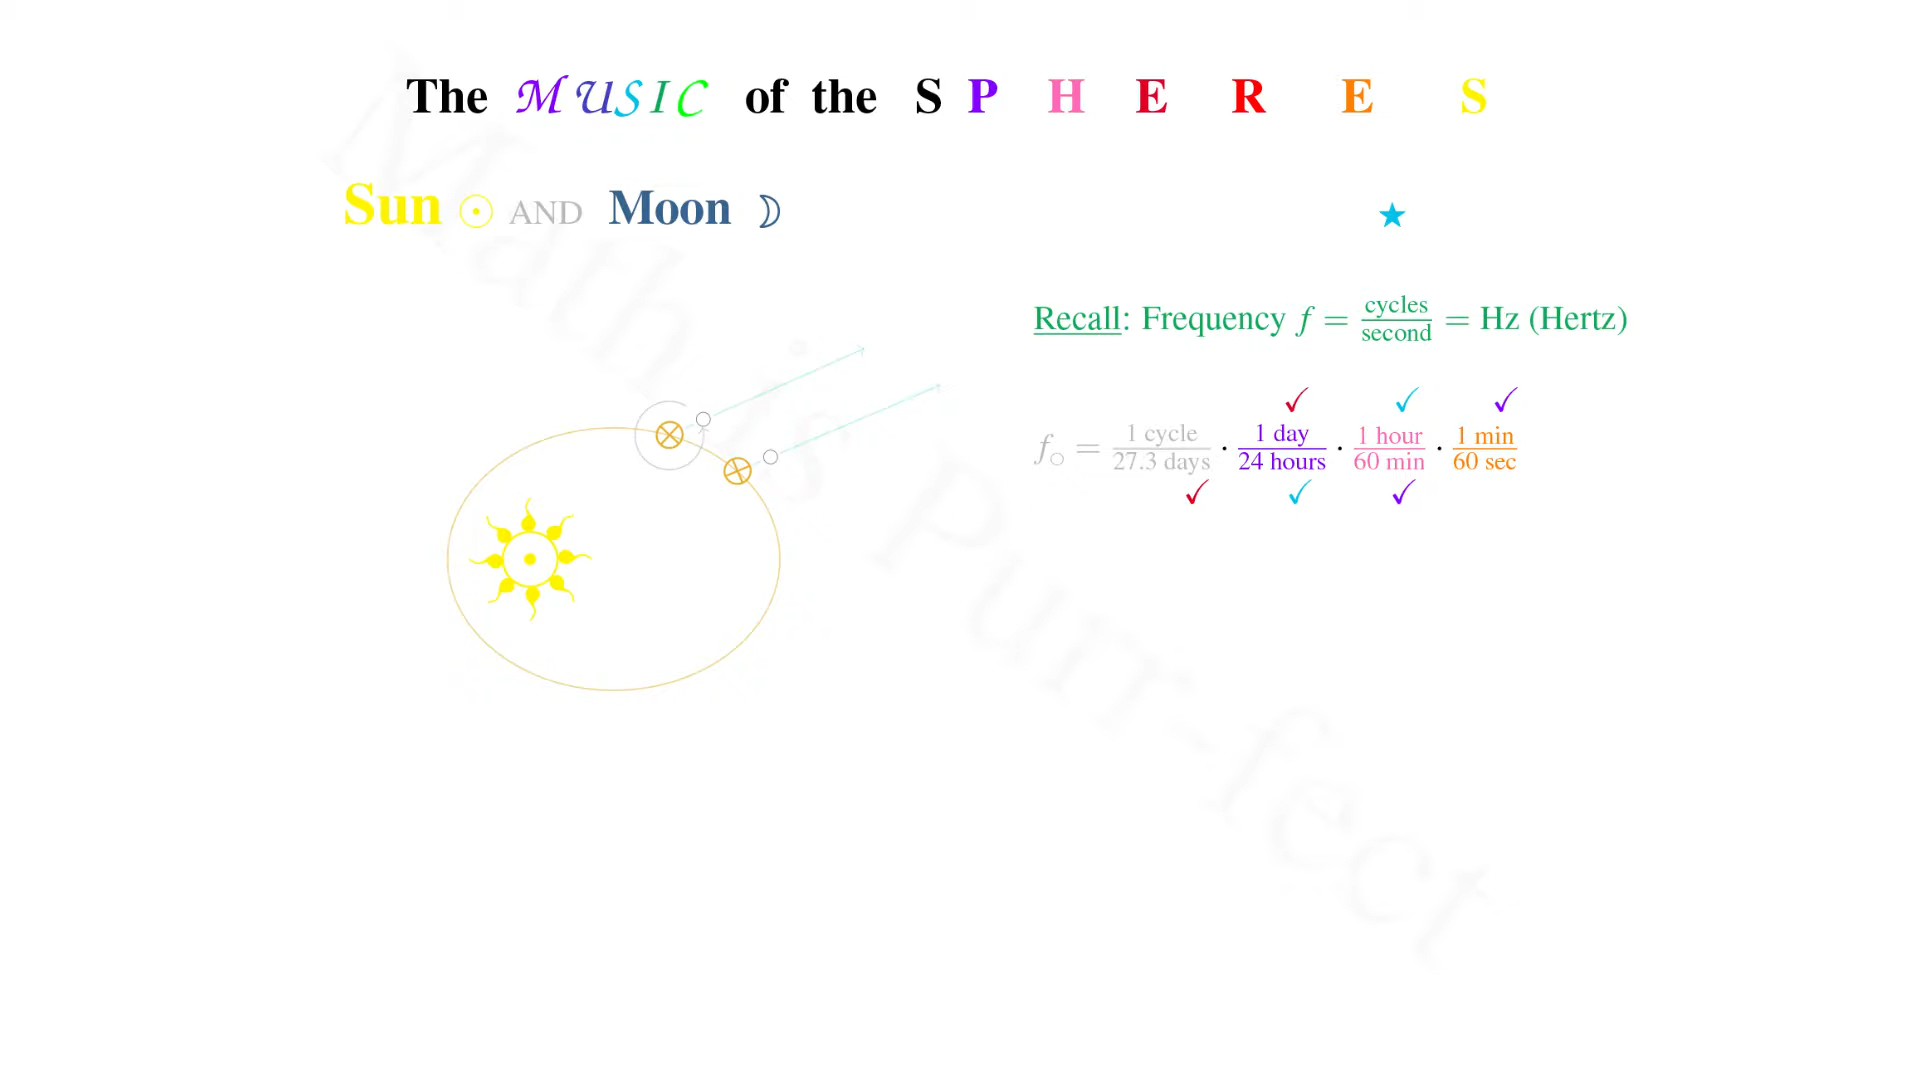 The MUSIC of the SPHERES
Sun ☉ AND Moon ☽
Recall: Frequency f = cycles/second = Hz (Hertz)
f○ = 1 cycle/27.3 days · 1 day/24 hours · 1 hour/60 min · 1 min/60 sec
Math is Purr-fect